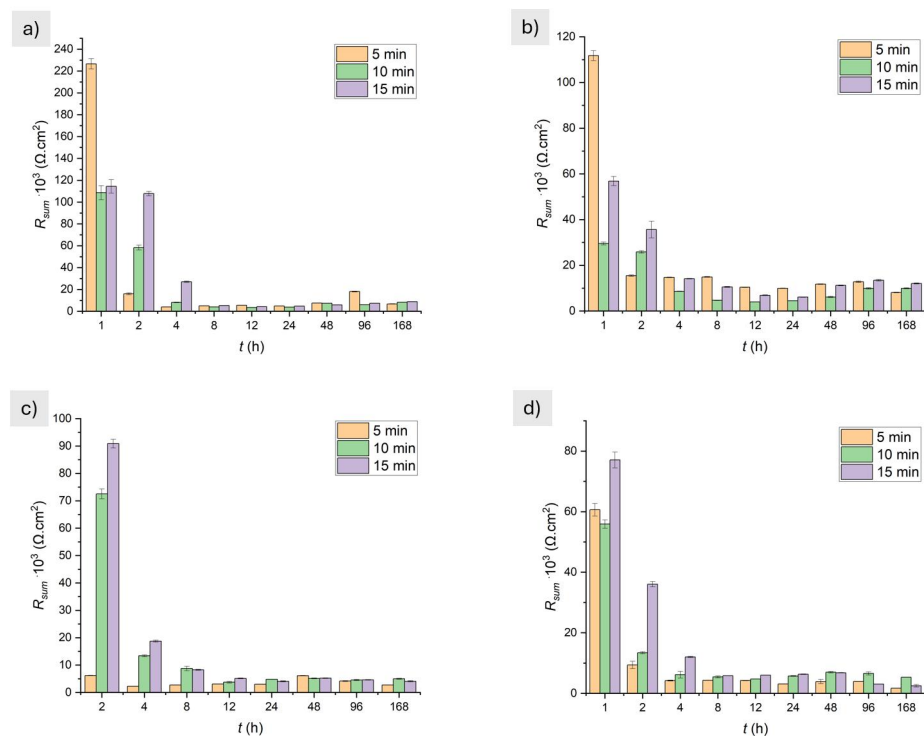 a)
240
220
200
180
160
140
120
100
80
60
40
20
0
R_sum ·10³ (Ω.cm²)
5 min
10 min
15 min
1 2 4 8 12 24 48 96 168
t (h)
b)
120
100
80
60
40
20
0
R_sum ·10³ (Ω.cm²)
5 min
10 min
15 min
1 2 4 8 12 24 48 96 168
t (h)
c)
100
90
80
70
60
50
40
30
20
10
0
R_sum ·10³ (Ω.cm²)
5 min
10 min
15 min
2 4 8 12 24 48 96 168
t (h)
d)
80
60
40
20
0
R_sum ·10³ (Ω.cm²)
5 min
10 min
15 min
1 2 4 8 12 24 48 96 168
t (h)